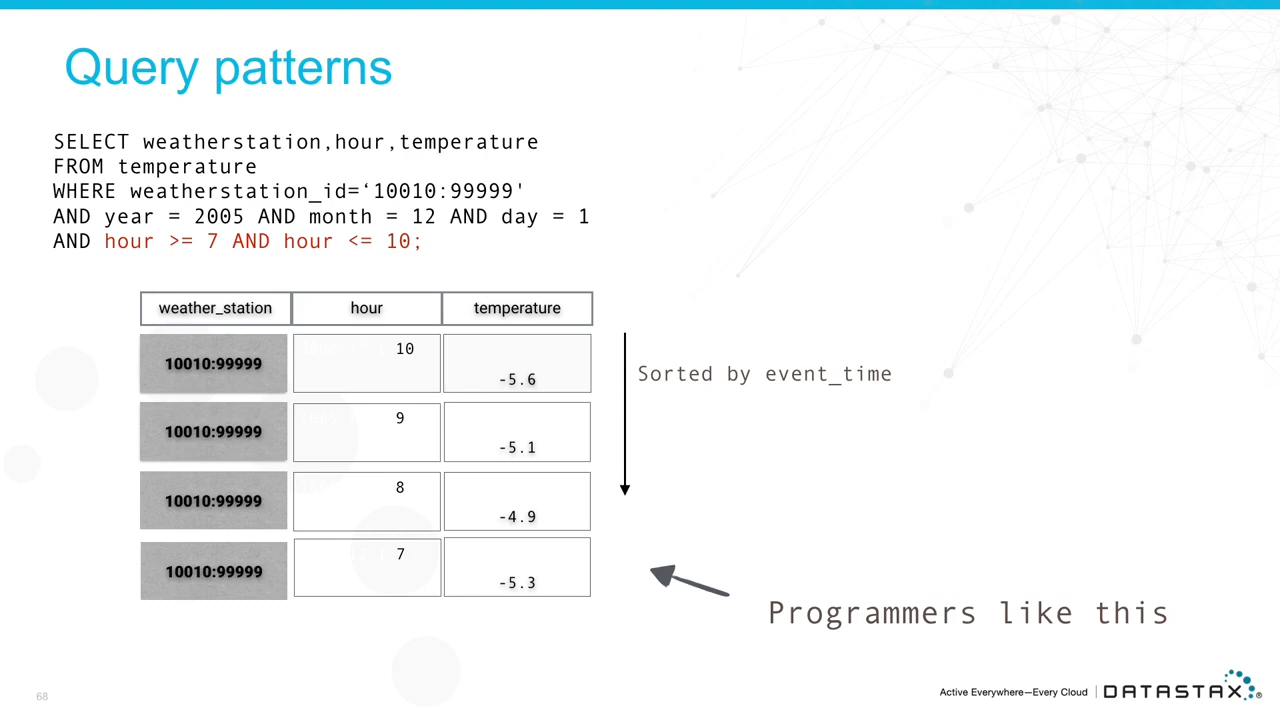 Query patterns
SELECT weatherstation,hour,temperature
FROM temperature
WHERE weatherstation_id=‘10010:99999'
AND year = 2005 AND month = 12 AND day = 1
AND hour >= 7 AND hour <= 10;
weather_station hour temperature
10010:99999 10 -5.6
10010:99999 9 -5.1
10010:99999 8 -4.9
10010:99999 7 -5.3
Sorted by event_time
Programmers like this
68
Active Everywhere—Every Cloud | DATASTAX®